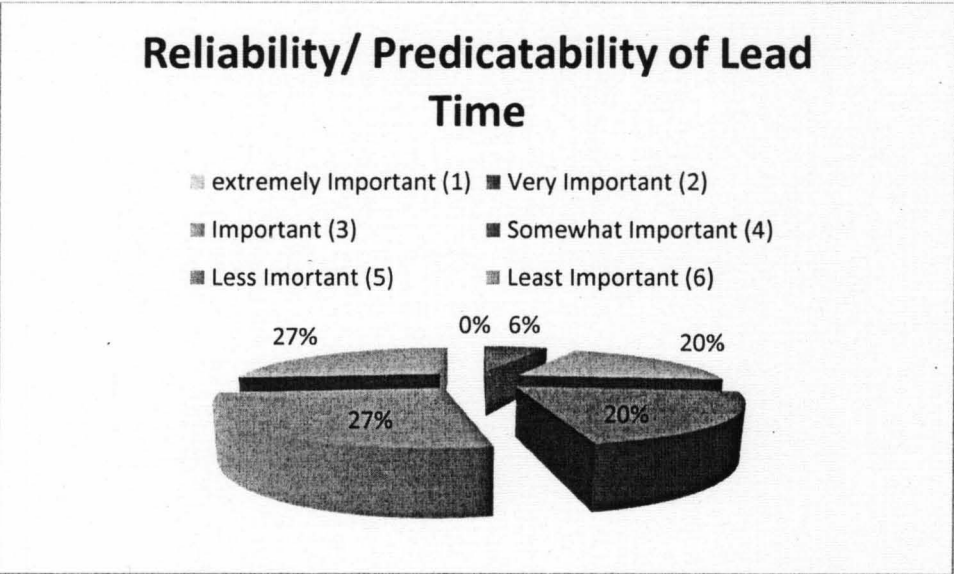 Reliability/ Predicatability of Lead
Time
extremely Important (1) Very Important (2)
Important (3) Somewhat Important (4)
Less Imortant (5) Least Important (6)
0% 6%
27% 20%
27% 20%